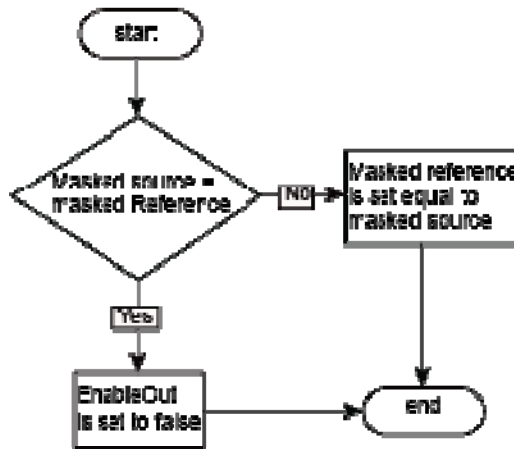 start
Masked source =
masked Reference
No
Masked reference
is set equal to
masked source
Yes
EnableOut
is set to false
end